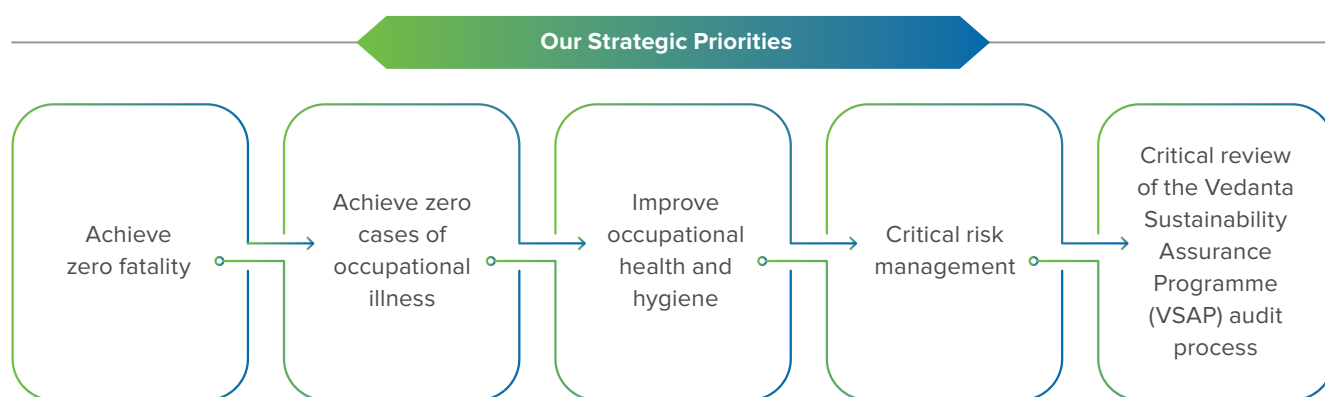 Our Strategic Priorities
Achieve
zero fatality
Achieve zero
cases of
occupational
illness
Improve
occupational
health and
hygiene
Critical risk
management
Critical review
of the Vedanta
Sustainability
Assurance
Programme
(VSAP) audit
process